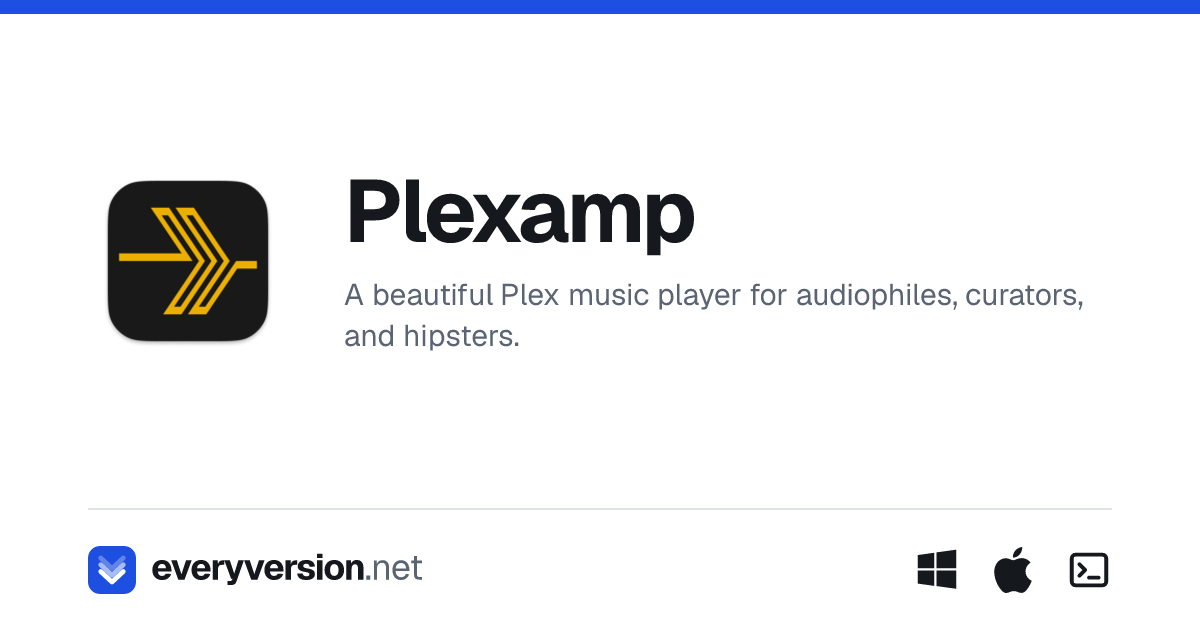 Plexamp
A beautiful Plex music player for audiophiles, curators,
and hipsters.
everyversion.net